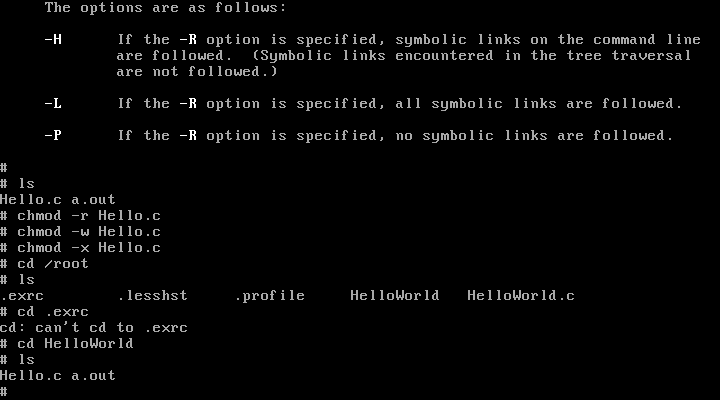 The options are as follows:
-H If the -R option is specified, symbolic links on the command line
are followed. (Symbolic links encountered in the tree traversal
are not followed.)
-L If the -R option is specified, all symbolic links are followed.
-P If the -R option is specified, no symbolic links are followed.
#
# ls
Hello.c a.out
# chmod -r Hello.c
# chmod -w Hello.c
# chmod -x Hello.c
# cd /root
# ls
.exrc .lesshst .profile HelloWorld HelloWorld.c
# cd .exrc
cd: can't cd to .exrc
# cd HelloWorld
# ls
Hello.c a.out
#